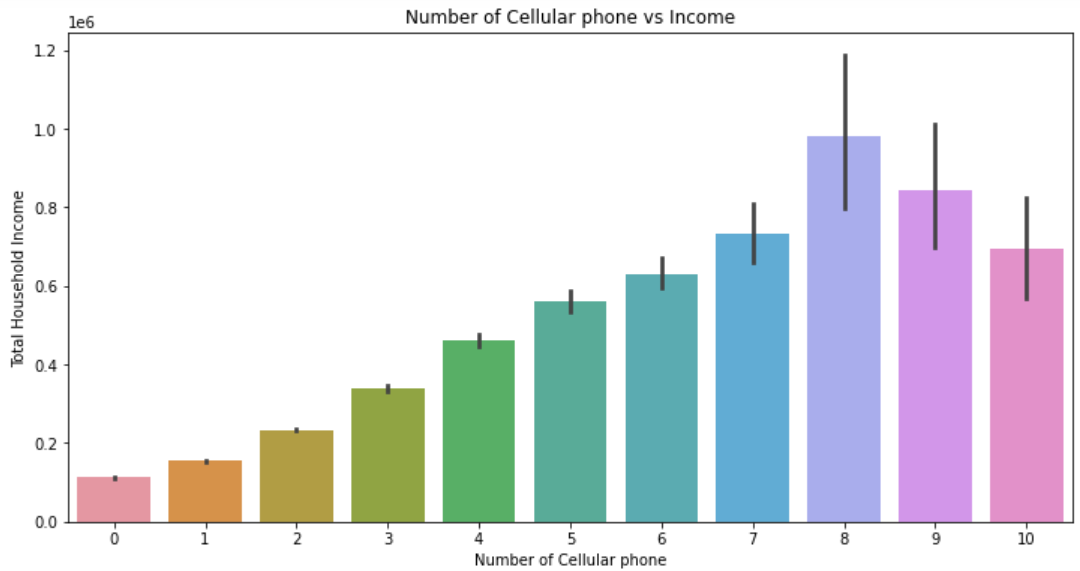 Number of Cellular phone vs Income
1e6
1.2
1.0
0.8
0.6
0.4
0.2
0.0
Total Household Income
0 1 2 3 4 5 6 7 8 9 10
Number of Cellular phone